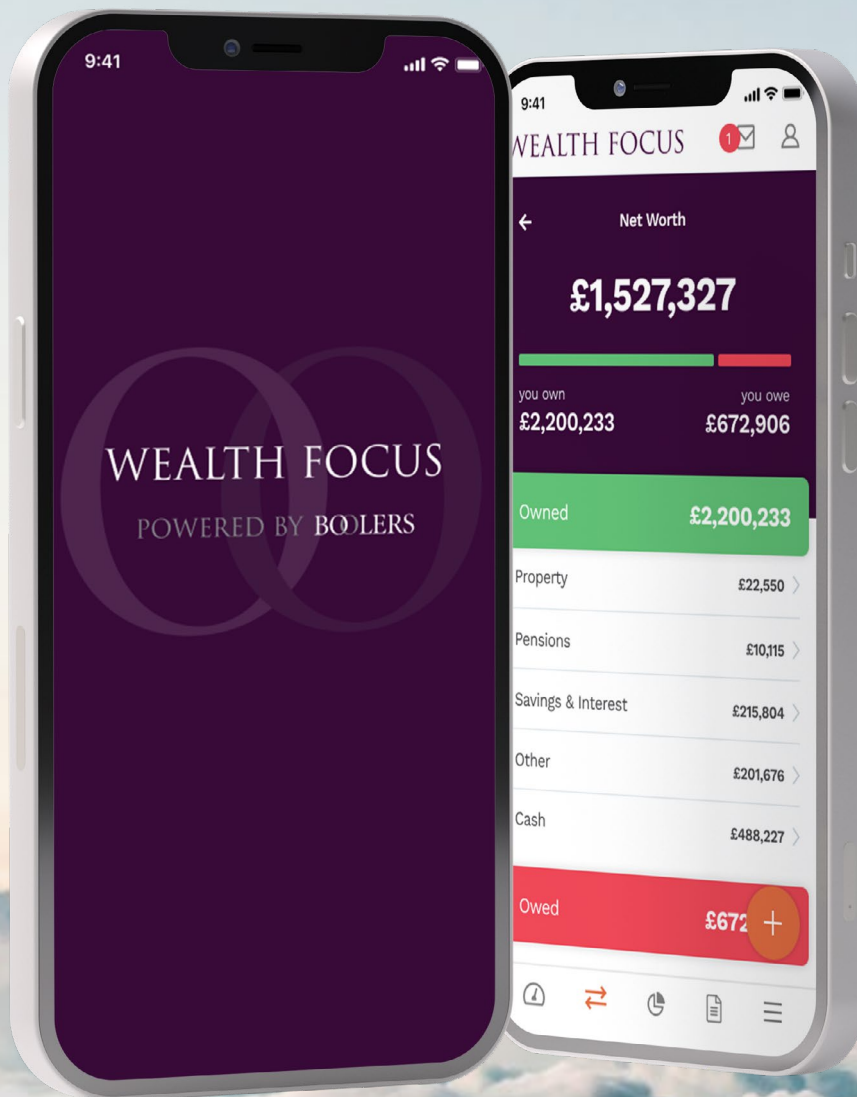 9:41
WEALTH FOCUS
POWERED BY BOOLERS
9:41
WEALTH FOCUS
1
Net Worth
£1,527,327
you own you owe
£2,200,233 £672,906
Owned £2,200,233
Property £22,550
Pensions £10,115
Savings & Interest £215,804
Other £201,676
Cash £488,227
Owed £672